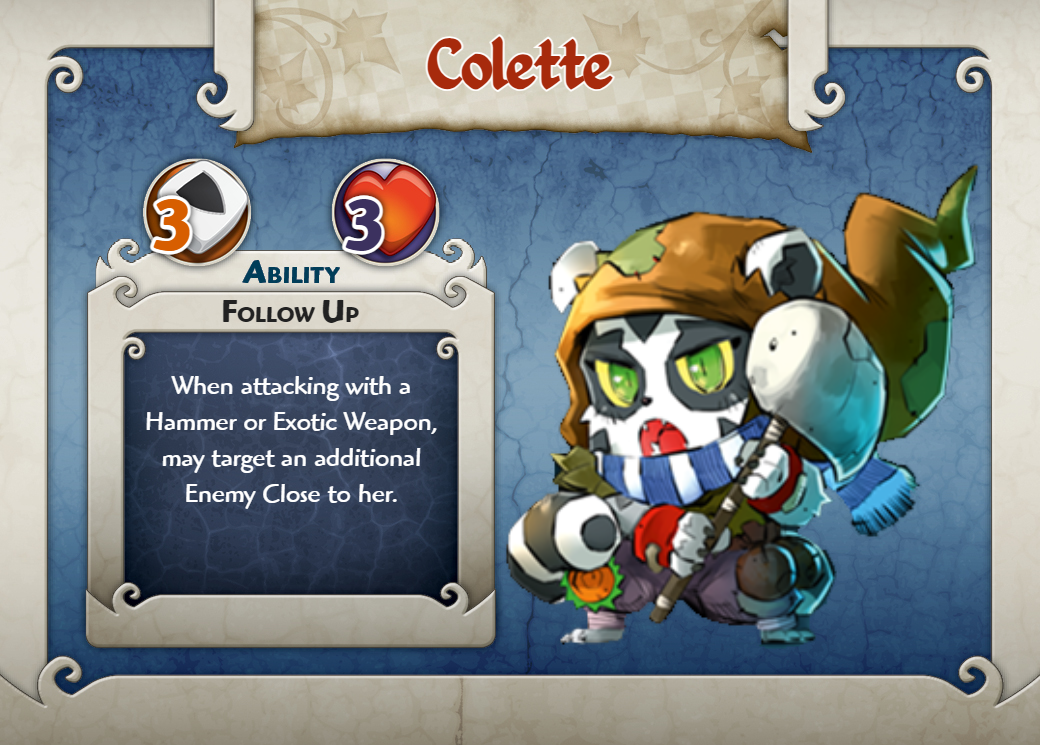 Colette
3
3
Ability
Follow Up
When attacking with a
Hammer or Exotic Weapon,
may target an additional
Enemy Close to her.